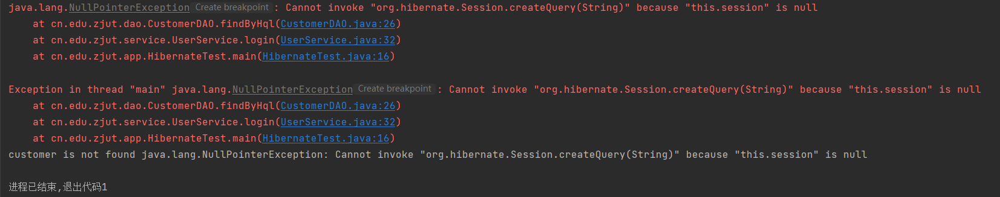 java.lang.NullPointerException Create breakpoint : Cannot invoke "org.hibernate.Session.createQuery(String)" because "this.session" is null
at cn.edu.zjut.dao.CustomerDAO.findByHql(CustomerDAO.java:26)
at cn.edu.zjut.service.UserService.login(UserService.java:32)
at cn.edu.zjut.app.HibernateTest.main(HibernateTest.java:16)
Exception in thread "main" java.lang.NullPointerException Create breakpoint : Cannot invoke "org.hibernate.Session.createQuery(String)" because "this.session" is null
at cn.edu.zjut.dao.CustomerDAO.findByHql(CustomerDAO.java:26)
at cn.edu.zjut.service.UserService.login(UserService.java:32)
at cn.edu.zjut.app.HibernateTest.main(HibernateTest.java:16)
customer is not found java.lang.NullPointerException: Cannot invoke "org.hibernate.Session.createQuery(String)" because "this.session" is null
进程已结束,退出代码1